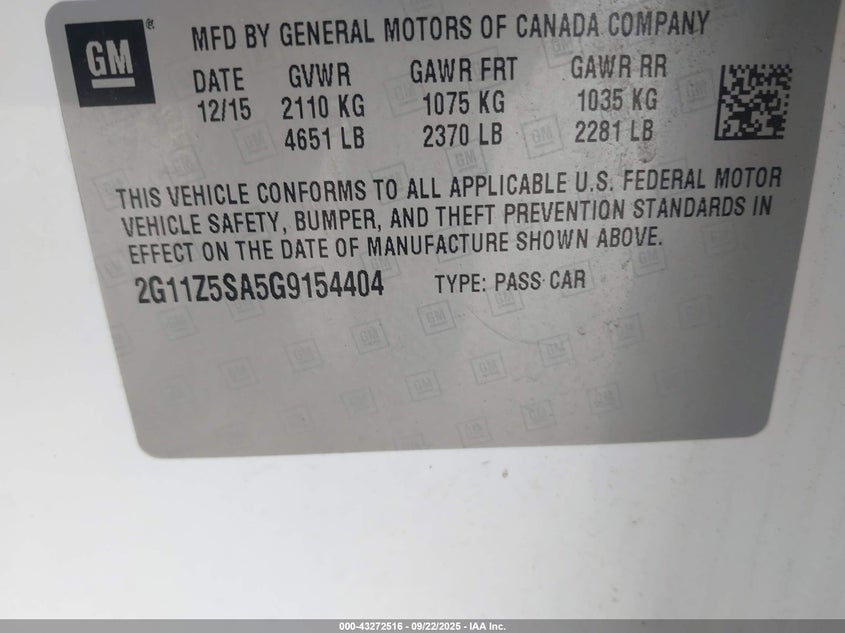 GM
MFD BY GENERAL MOTORS OF CANADA COMPANY
DATE GVWR GAWR FRT GAWR RR
12/15 2110 KG 1075 KG 1035 KG
4651 LB 2370 LB 2281 LB
THIS VEHICLE CONFORMS TO ALL APPLICABLE U.S. FEDERAL MOTOR
VEHICLE SAFETY, BUMPER, AND THEFT PREVENTION STANDARDS IN
EFFECT ON THE DATE OF MANUFACTURE SHOWN ABOVE.
2G11Z5SA5G9154404 TYPE: PASS CAR
000-43272516 - 09/22/2025 - IAA Inc.